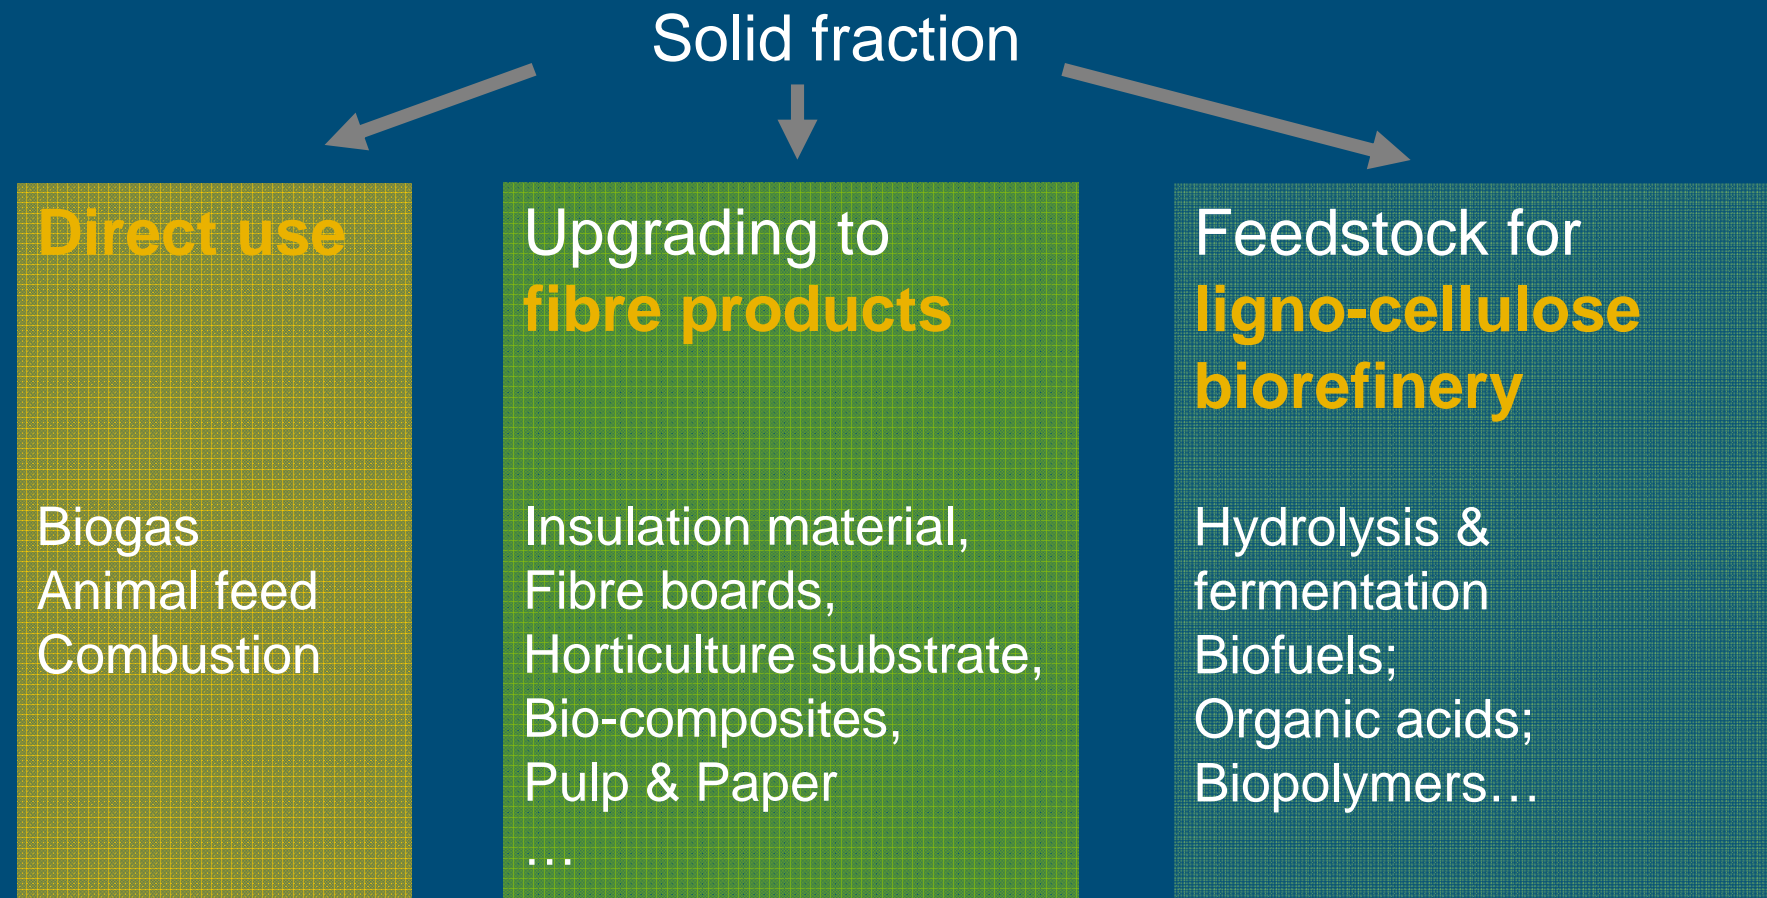 Solid fraction
Direct use
Biogas
Animal feed
Combustion
Upgrading to
fibre products
Insulation material,
Fibre boards,
Horticulture substrate,
Bio-composites,
Pulp & Paper
…
Feedstock for
ligno-cellulose
biorefinery
Hydrolysis &
fermentation
Biofuels;
Organic acids;
Biopolymers…